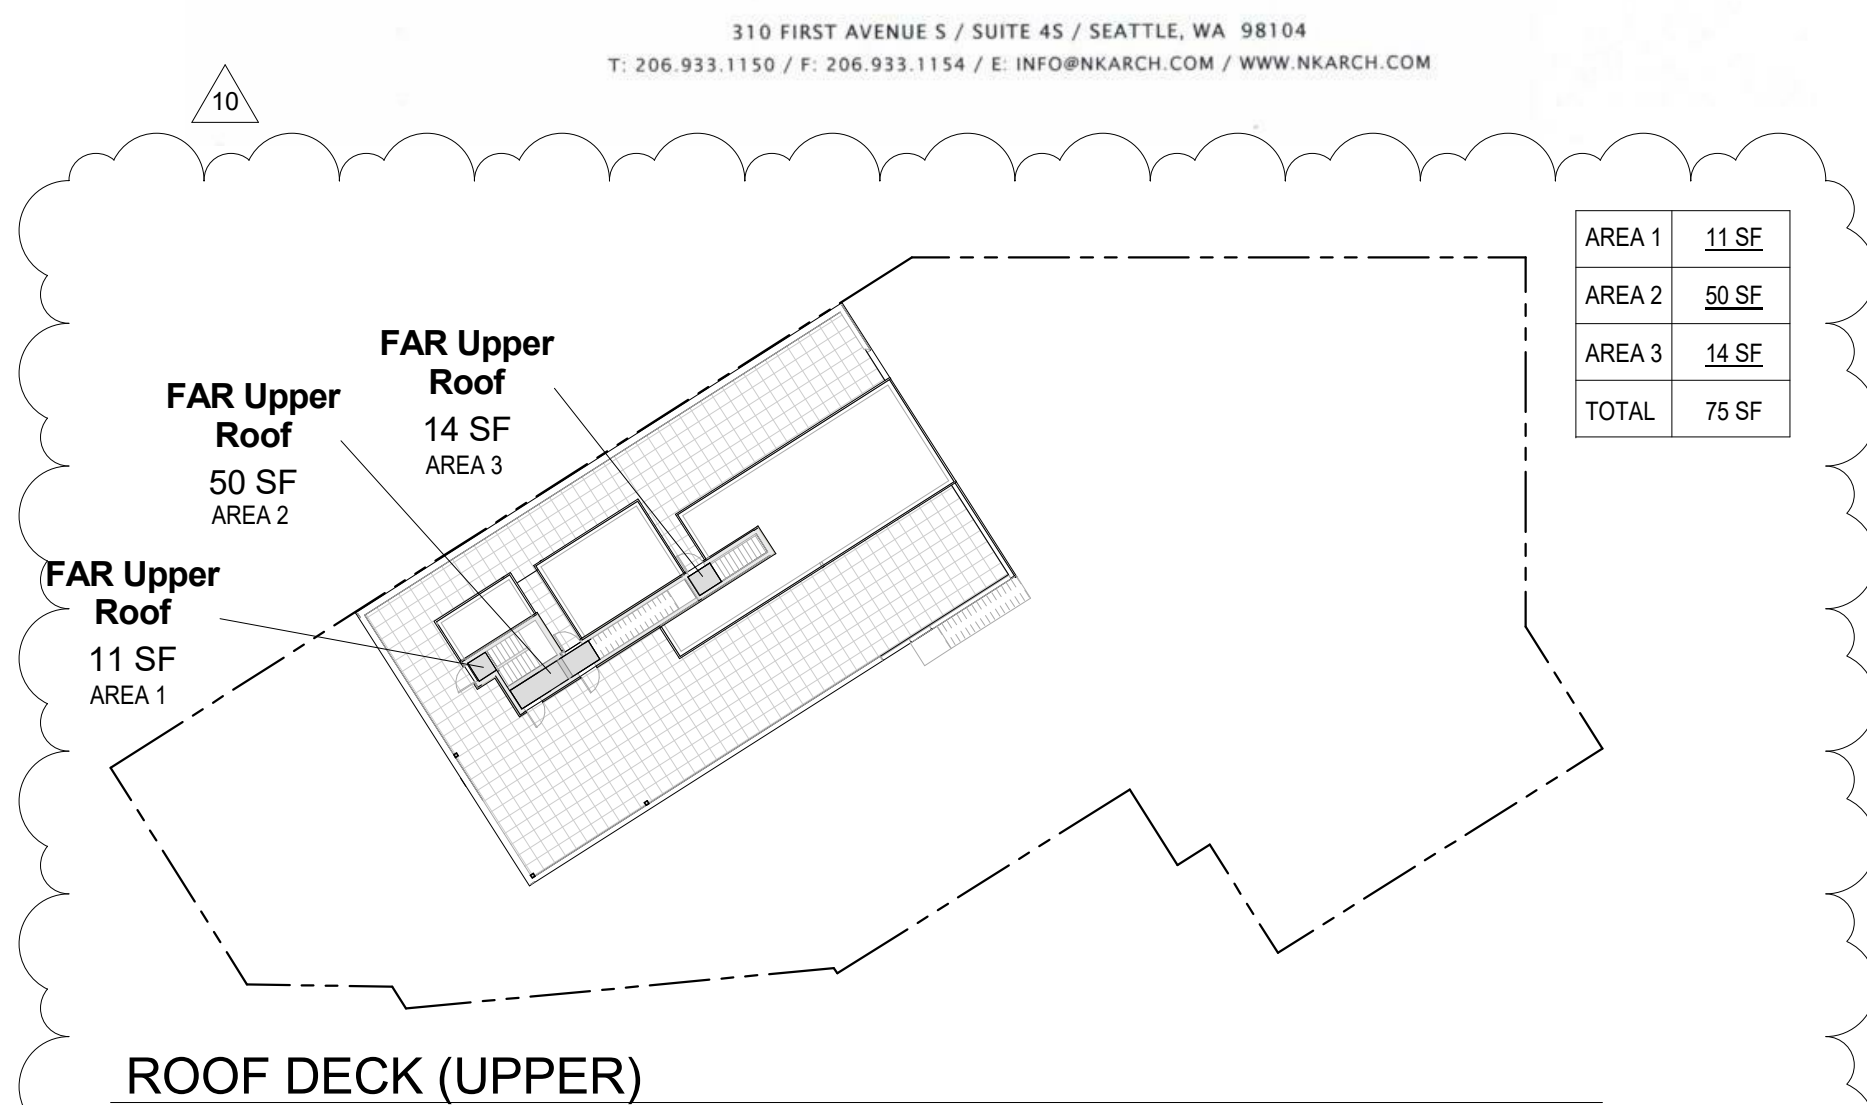 310 FIRST AVENUE S / SUITE 4S / SEATTLE, WA 98104
T: 206.933.1150 / F: 206.933.1154 / E: INFO@NKARCH.COM / WWW.NKARCH.COM
10
AREA 1 11 SF
AREA 2 50 SF
AREA 3 14 SF
TOTAL 75 SF
FAR Upper
Roof
14 SF
AREA 3
FAR Upper
Roof
50 SF
AREA 2
FAR Upper
Roof
11 SF
AREA 1
ROOF DECK (UPPER)